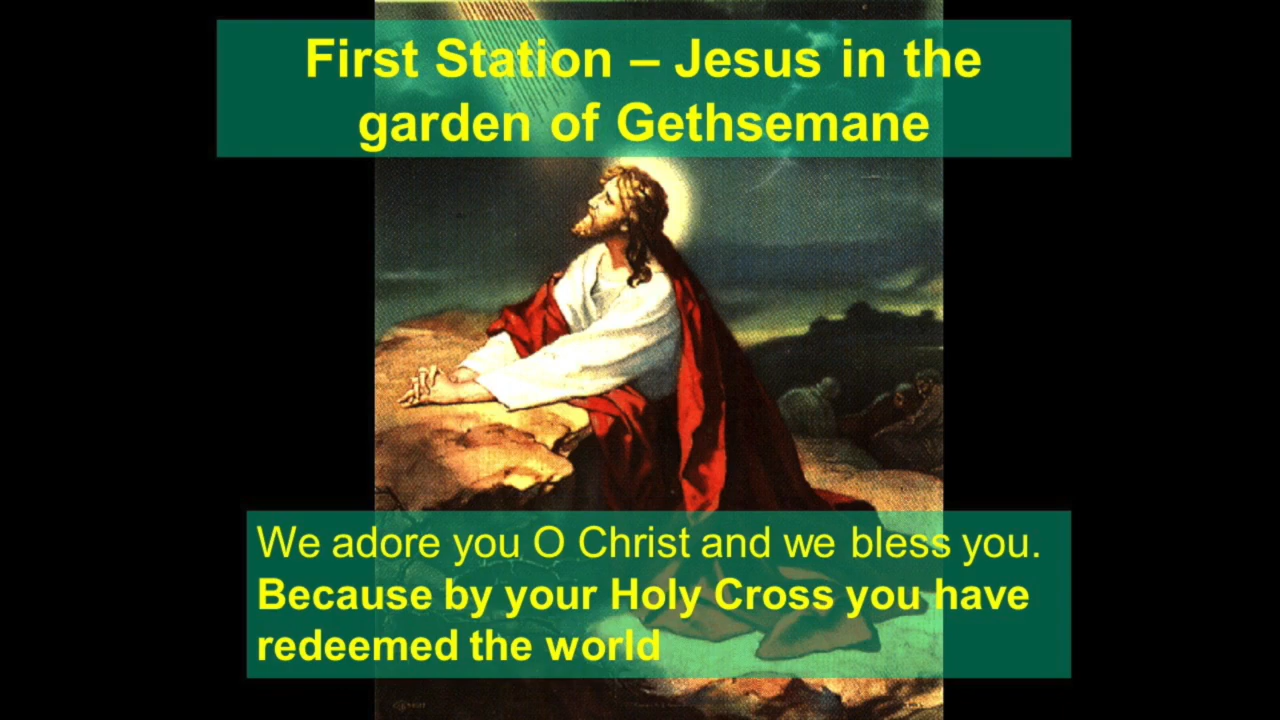 First Station – Jesus in the
garden of Gethsemane
We adore you O Christ and we bless you.
Because by your Holy Cross you have
redeemed the world